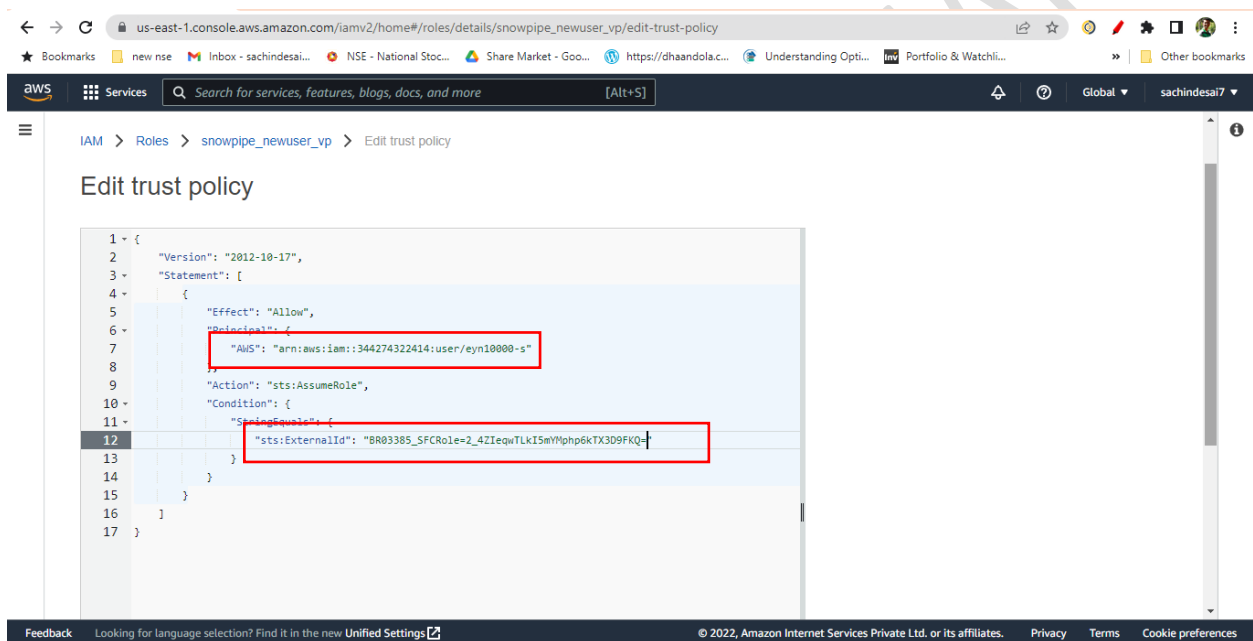 us-east-1.console.aws.amazon.com/iamv2/home#/roles/details/snowpipe_newuser_vp/edit-trust-policy
Bookmarks new nse Inbox - sachindesai... NSE - National Stoc... Share Market - Goo... https://dhaandola.c... Understanding Opti... Inv Portfolio & Watchli... » Other bookmarks
aws Services Search for services, features, blogs, docs, and more [Alt+S] Global ▼ sachindesai7 ▼
IAM > Roles > snowpipe_newuser_vp > Edit trust policy
Edit trust policy
1 {
2 "Version": "2012-10-17",
3 "Statement": [
4 {
5 "Effect": "Allow",
6 "Principal": {
7 "AWS": "arn:aws:iam::344274322414:user/eyn10000-s"
8 },
9 "Action": "sts:AssumeRole",
10 "Condition": {
11 "StringEquals": {
12 "sts:ExternalId": "BR03385_SFCRole=2_4ZIeqwTLkI5mYMphp6kTX3D9FKQ="
13 }
14 }
15 }
16 ]
17 }
Feedback Looking for language selection? Find it in the new Unified Settings © 2022, Amazon Internet Services Private Ltd. or its affiliates. Privacy Terms Cookie preferences